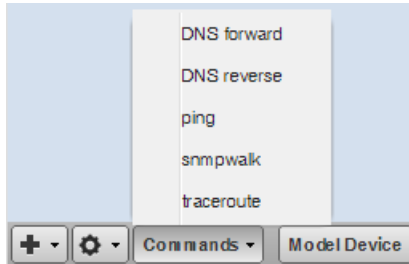 DNS forward
DNS reverse
ping
snmpwalk
traceroute
Commands Model Device